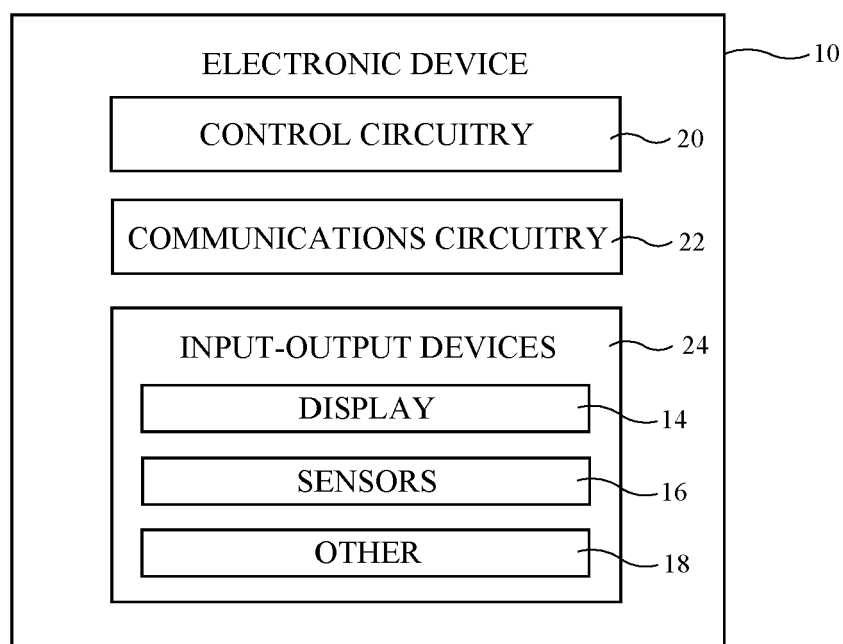 ELECTRONIC DEVICE
10
CONTROL CIRCUITRY
20
COMMUNICATIONS CIRCUITRY
22
INPUT-OUTPUT DEVICES
24
DISPLAY
14
SENSORS
16
OTHER
18